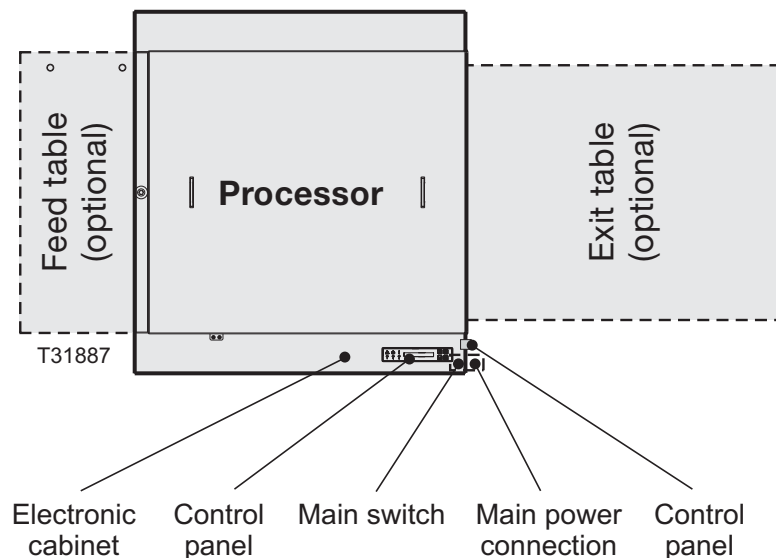 Feed table
(optional)
Processor
Exit table
(optional)
T31887
Electronic
cabinet
Control
panel
Main switch
Main power
connection
Control
panel